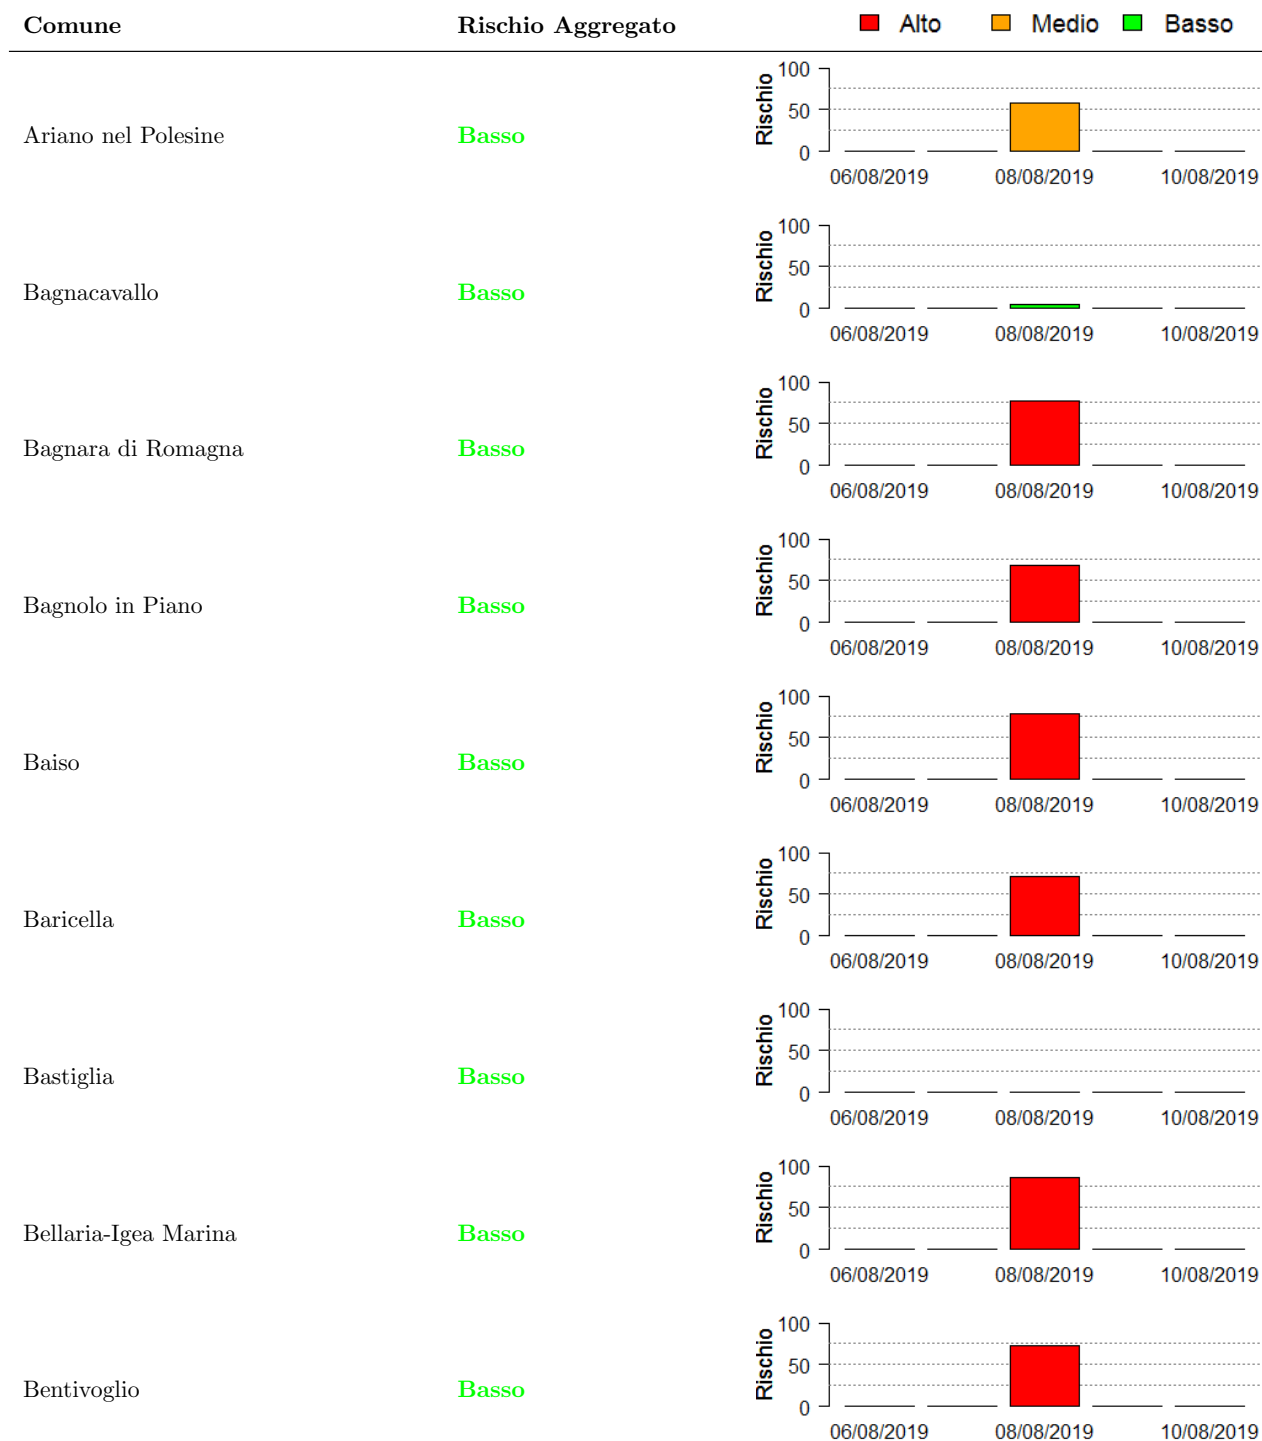 Comune Rischio Aggregato Alto Medio Basso
Ariano nel Polesine Basso
Rischio
100
50
0
06/08/2019 08/08/2019 10/08/2019
Bagnacavallo Basso
Rischio
100
50
0
06/08/2019 08/08/2019 10/08/2019
Bagnara di Romagna Basso
Rischio
100
50
0
06/08/2019 08/08/2019 10/08/2019
Bagnolo in Piano Basso
Rischio
100
50
0
06/08/2019 08/08/2019 10/08/2019
Baiso Basso
Rischio
100
50
0
06/08/2019 08/08/2019 10/08/2019
Baricella Basso
Rischio
100
50
0
06/08/2019 08/08/2019 10/08/2019
Bastiglia Basso
Rischio
100
50
0
06/08/2019 08/08/2019 10/08/2019
Bellaria-Igea Marina Basso
Rischio
100
50
0
06/08/2019 08/08/2019 10/08/2019
Bentivoglio Basso
Rischio
100
50
0
06/08/2019 08/08/2019 10/08/2019